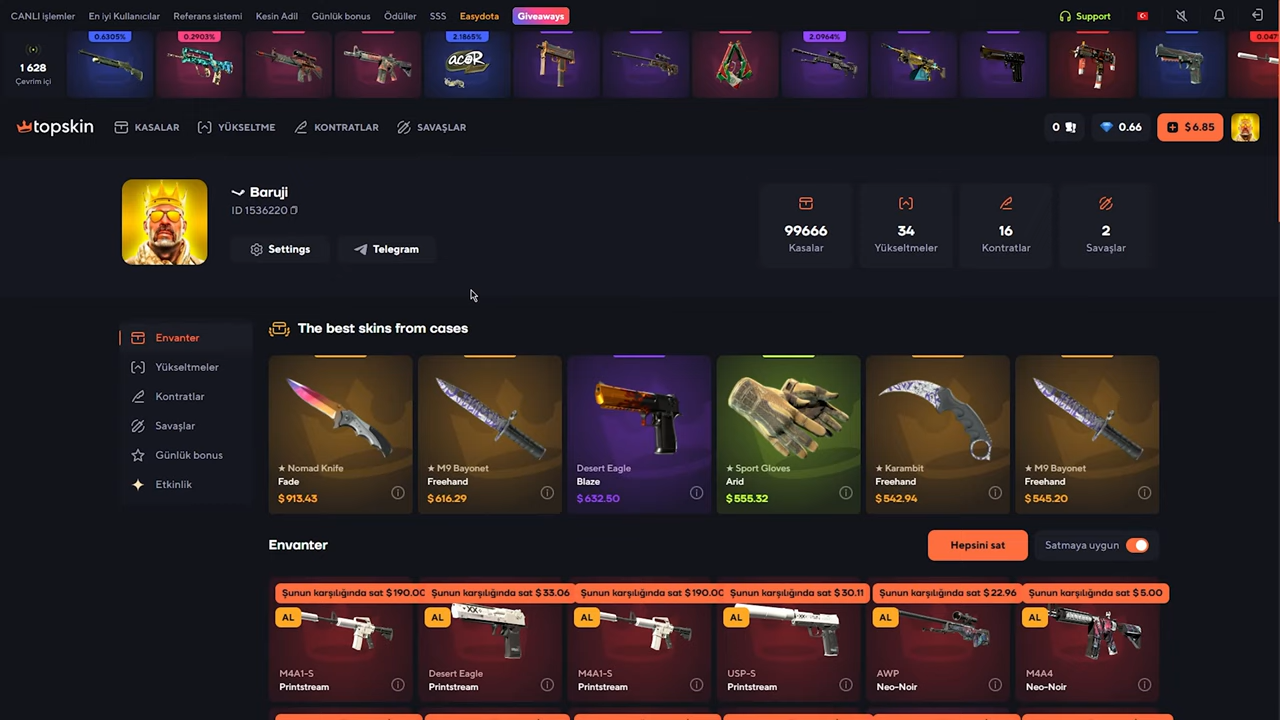 CANLI işlemler En iyi Kullanıcılar Referans sistemi Kesin Adil Günlük bonus Ödüller SSS Easydota Giveaways Support
0.6305% 0.2903% 2.1865% 2.0964%
1 628
Çevrim içi
acoR
topskin KASALAR YÜKSELTME KONTRATLAR SAVAŞLAR 0 0.66 $ 6.85
Baruji
ID 1536220
Settings Telegram
99666 34 16 2
Kasalar Yükseltmeler Kontratlar Savaşlar
Envanter
Yükseltmeler
Kontratlar
Savaşlar
Günlük bonus
Etkinlik
The best skins from cases
★ Nomad Knife ★ M9 Bayonet Desert Eagle ★ Sport Gloves ★ Karambit ★ M9 Bayonet
Fade Freehand Blaze Arid Freehand Freehand
$ 913.43 $ 616.29 $ 632.50 $ 555.32 $ 542.94 $ 545.20
Envanter Hepsini sat Satmaya uygun
Şunun karşılığında sat $ 190.00 Şunun karşılığında sat $ 33.06 Şunun karşılığında sat $ 190.00 Şunun karşılığında sat $ 30.11 Şunun karşılığında sat $ 22.96 Şunun karşılığında sat $ 5.00
AL AL AL AL AL AL
M4A1-S Desert Eagle M4A1-S USP-S AWP M4A4
Printstream Printstream Printstream Printstream Neo-Noir Neo-Noir